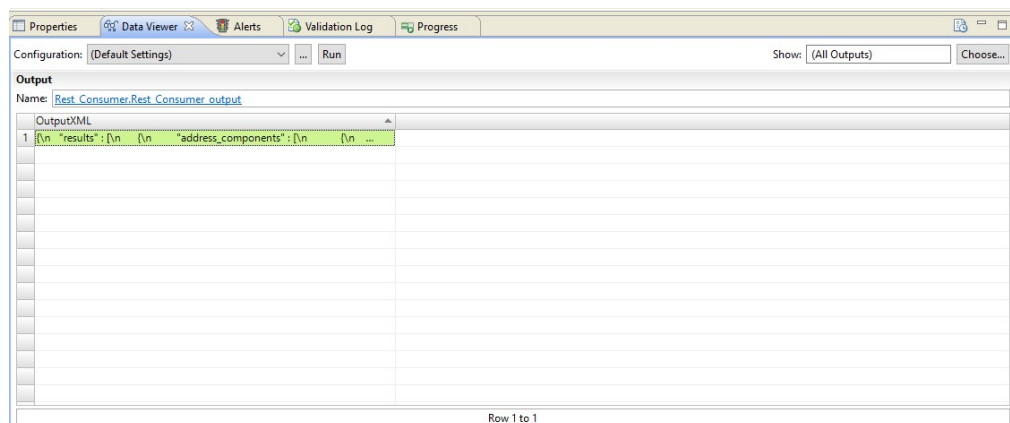 Properties Data Viewer Alerts Validation Log Progress
Configuration: (Default Settings) ... Run Show: (All Outputs) Choose...
Output
Name: Rest_Consumer.Rest_Consumer_output
OutputXML
1 {\n "results" : [\n {\n "address_components" : [\n {\n ...
Row 1 to 1